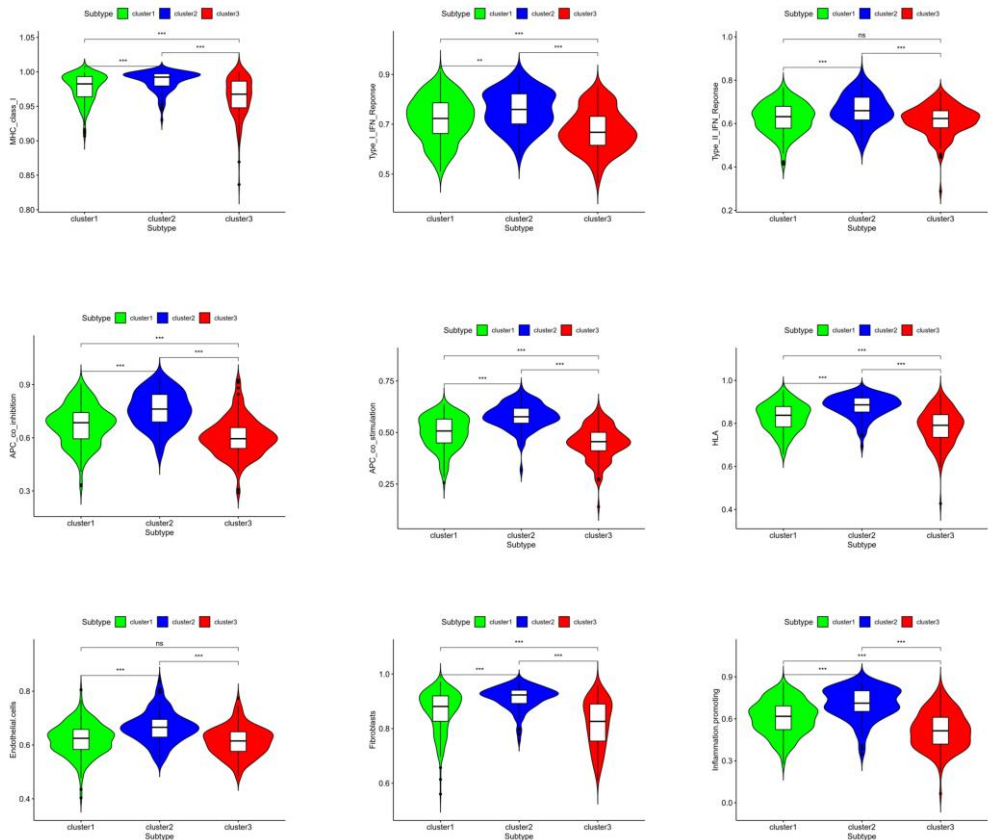 Subtype cluster1 cluster2 cluster3
MHC_class_I
1.05
1.00
0.95
0.90
0.85
0.80
***
***
***
cluster1 cluster2 cluster3
Subtype
Subtype cluster1 cluster2 cluster3
Type_I_IFN_Reponse
0.9
0.7
0.5
***
**
***
cluster1 cluster2 cluster3
Subtype
Subtype cluster1 cluster2 cluster3
Type_II_IFN_Reponse
0.8
0.6
0.4
0.2
ns
***
***
cluster1 cluster2 cluster3
Subtype
Subtype cluster1 cluster2 cluster3
APC_co_inhibition
0.9
0.6
0.3
***
***
***
cluster1 cluster2 cluster3
Subtype
Subtype cluster1 cluster2 cluster3
APC_co_stimulation
0.75
0.50
0.25
***
***
***
cluster1 cluster2 cluster3
Subtype
Subtype cluster1 cluster2 cluster3
HLA
1.0
0.8
0.6
0.4
***
***
***
cluster1 cluster2 cluster3
Subtype
Subtype cluster1 cluster2 cluster3
Endothelial.cells
0.8
0.6
0.4
ns
***
***
cluster1 cluster2 cluster3
Subtype
Subtype cluster1 cluster2 cluster3
Fibroblasts
1.0
0.8
0.6
***
***
***
cluster1 cluster2 cluster3
Subtype
Subtype cluster1 cluster2 cluster3
Inflammation.promoting
0.9
0.6
0.3
0.0
***
***
***
cluster1 cluster2 cluster3
Subtype